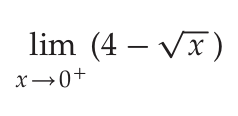 lim (4 − √x)
x→0⁺